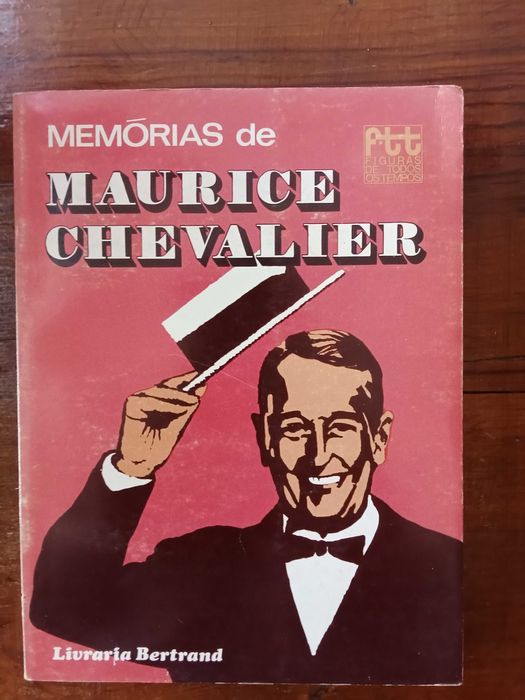 MEMÓRIAS de
ftt
FIGURAS
DE TODOS
OS TEMPOS
MAURICE
CHEVALIER
Livraria Bertrand